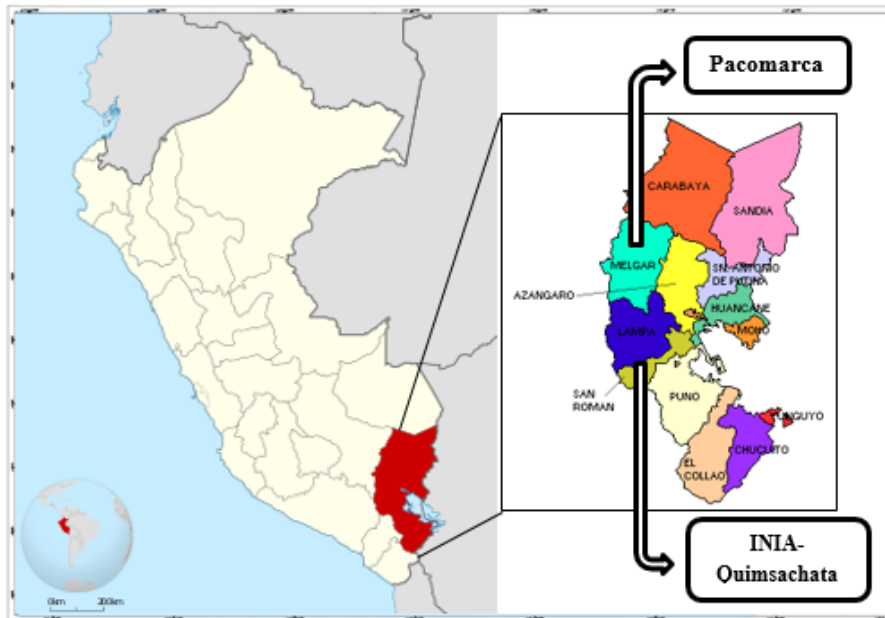 Pacomarca
CARABAYA
SANDIA
MELGAR
SN. ANTONIO
DE PUTINA
AZANGARO
HUANCANE
LAMPA
MOHO
SAN
ROMAN
PUNO
CHUCUITO
EL
COLLAO
INIA-
Quimsachata
0km 200km